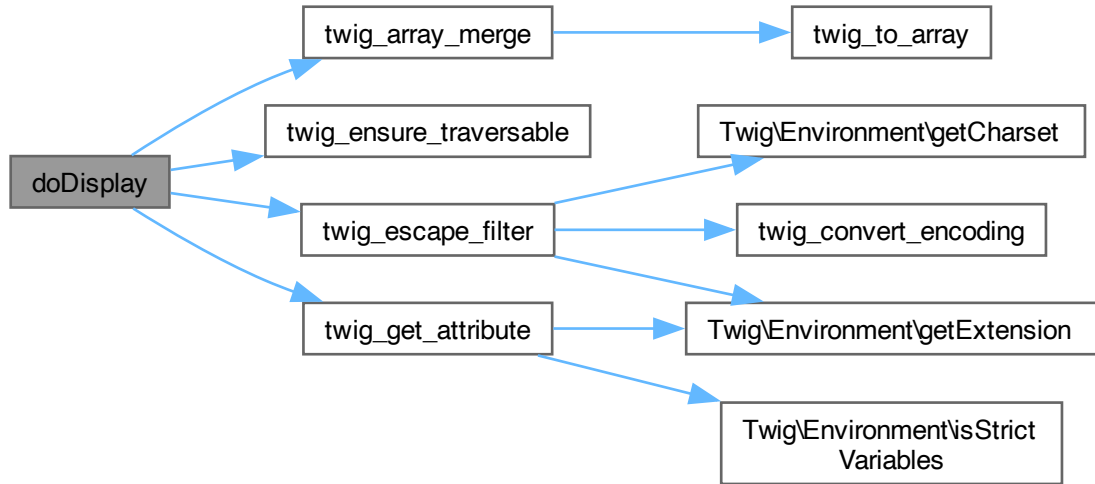 doDisplay
twig_array_merge
twig_to_array
twig_ensure_traversable
twig_escape_filter
Twig\Environment\getCharset
twig_convert_encoding
twig_get_attribute
Twig\Environment\getExtension
Twig\Environment\isStrict
Variables